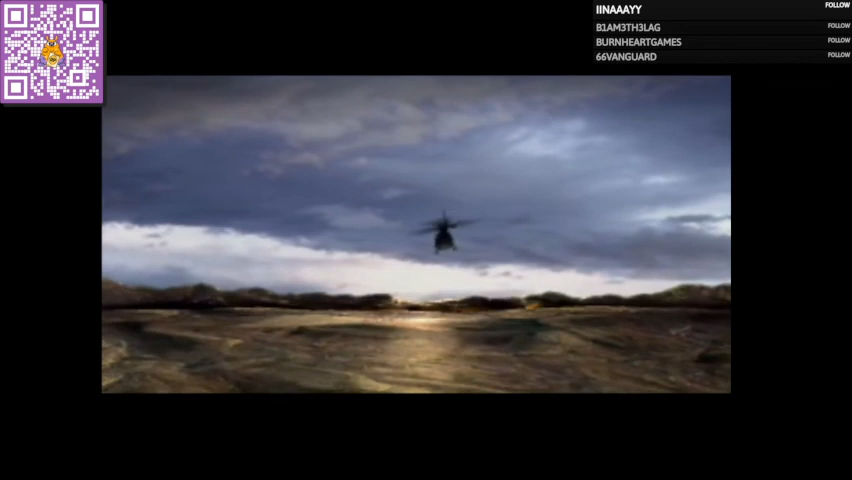 IINAAAYY FOLLOW
B1AM3TH3LAG FOLLOW
BURNHEARTGAMES FOLLOW
66VANGUARD FOLLOW